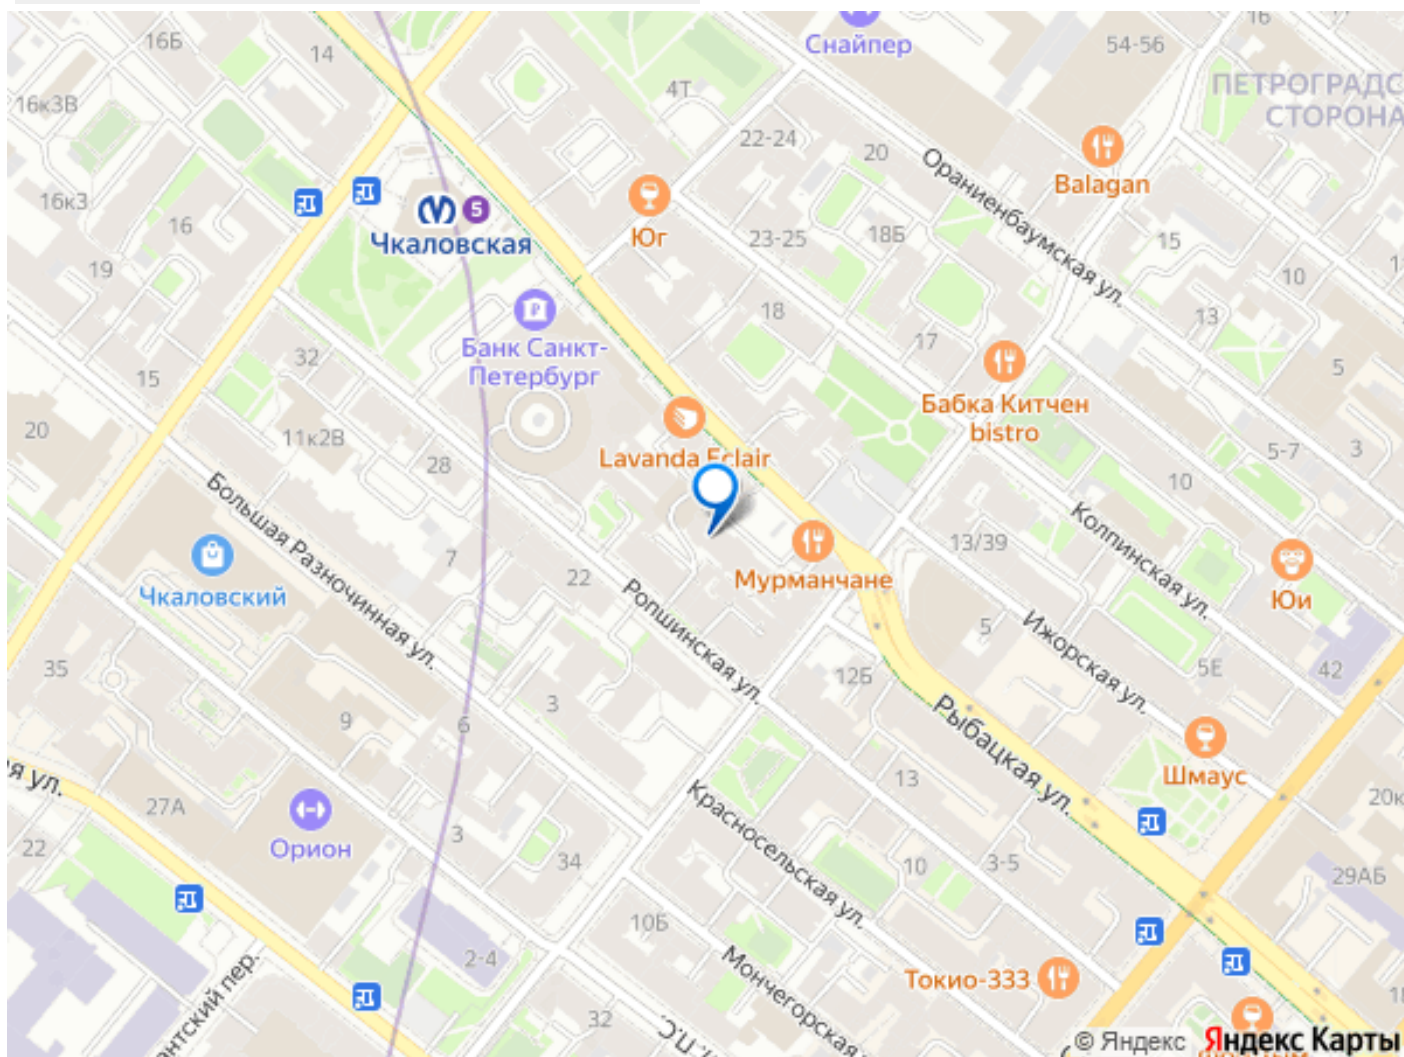 16Б
14
Снайпер
16
54-56
4Т
ПЕТРОГРАДС
СТОРОНА
16к3В
22-24
20
Ораниенбаумская ул.
Balagan
16к3
16
5
Чкаловская
Юг
23-25
18Б
15
19
10
1
Банк Санкт-
Петербург
18
17
13
32
5
15
Бабка Китчен
bistro
20
11к2В
28
Lavanda Eclair
5-7
3
10
Большая Разночинная ул.
Колпинская ул.
Чкаловский
7
22
Мурманчане
13/39
Юи
Ропшинская ул.
5
Ижорская ул.
35
12Б
5Е
42
9
3
6
Рыбацкая ул.
Шмаус
я ул.
27А
13
20к
22
Орион
3
34
Красносельская ул.
10
3-5
29АБ
10Б
2-4
Мончегорская
Токио-333
32
© Яндекс Яндекс Карты